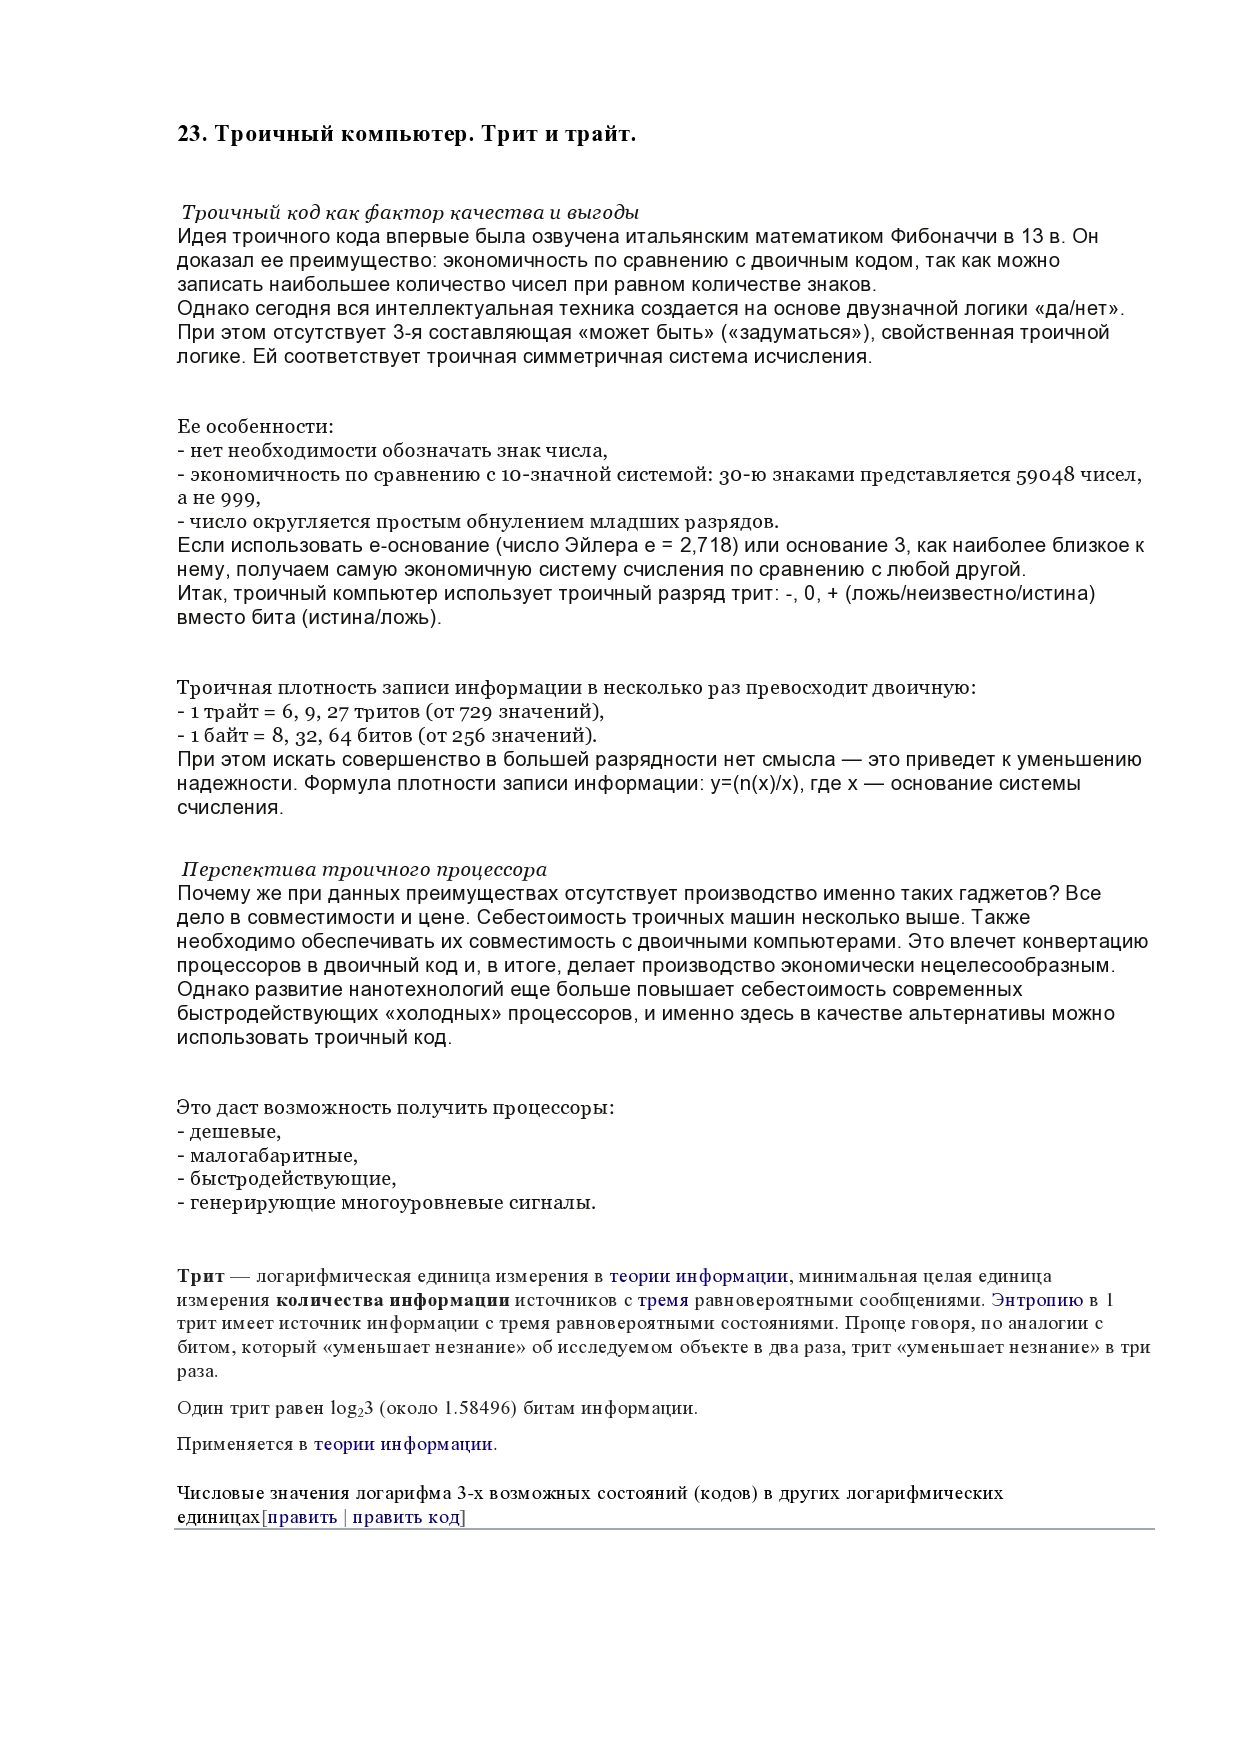 23. Троичный компьютер. Трит и трайт.
Троичный код как фактор качества и выгоды
Идея троичного кода впервые была озвучена итальянским математиком Фибоначчи в 13 в. Он
доказал ее преимущество: экономичность по сравнению с двоичным кодом, так как можно
записать наибольшее количество чисел при равном количестве знаков.
Однако сегодня вся интеллектуальная техника создается на основе двузначной логики «да/нет».
При этом отсутствует 3-я составляющая «может быть» («задуматься»), свойственная троичной
логике. Ей соответствует троичная симметричная система исчисления.
Ее особенности:
- нет необходимости обозначать знак числа,
- экономичность по сравнению с 10-значной системой: 30-ю знаками представляется 59048 чисел,
а не 999,
- число округляется простым обнулением младших разрядов.
Если использовать е-основание (число Эйлера е = 2,718) или основание 3, как наиболее близкое к
нему, получаем самую экономичную систему счисления по сравнению с любой другой.
Итак, троичный компьютер использует троичный разряд трит: -, 0, + (ложь/неизвестно/истина)
вместо бита (истина/ложь).
Троичная плотность записи информации в несколько раз превосходит двоичную:
- 1 трайт = 6, 9, 27 тритов (от 729 значений),
- 1 байт = 8, 32, 64 битов (от 256 значений).
При этом искать совершенство в большей разрядности нет смысла — это приведет к уменьшению
надежности. Формула плотности записи информации: y=(n(x)/x), где x — основание системы
счисления.
Перспектива троичного процессора
Почему же при данных преимуществах отсутствует производство именно таких гаджетов? Все
дело в совместимости и цене. Себестоимость троичных машин несколько выше. Также
необходимо обеспечивать их совместимость с двоичными компьютерами. Это влечет конвертацию
процессоров в двоичный код и, в итоге, делает производство экономически нецелесообразным.
Однако развитие нанотехнологий еще больше повышает себестоимость современных
быстродействующих «холодных» процессоров, и именно здесь в качестве альтернативы можно
использовать троичный код.
Это даст возможность получить процессоры:
- дешевые,
- малогабаритные,
- быстродействующие,
- генерирующие многоуровневые сигналы.
Трит — логарифмическая единица измерения в теории информации, минимальная целая единица
измерения количества информации источников с тремя равновероятными сообщениями. Энтропию в 1
трит имеет источник информации с тремя равновероятными состояниями. Проще говоря, по аналогии с
битом, который «уменьшает незнание» об исследуемом объекте в два раза, трит «уменьшает незнание» в три
раза.
Один трит равен log₂3 (около 1.58496) битам информации.
Применяется в теории информации.
Числовые значения логарифма 3-х возможных состояний (кодов) в других логарифмических
единицах[править | править код]